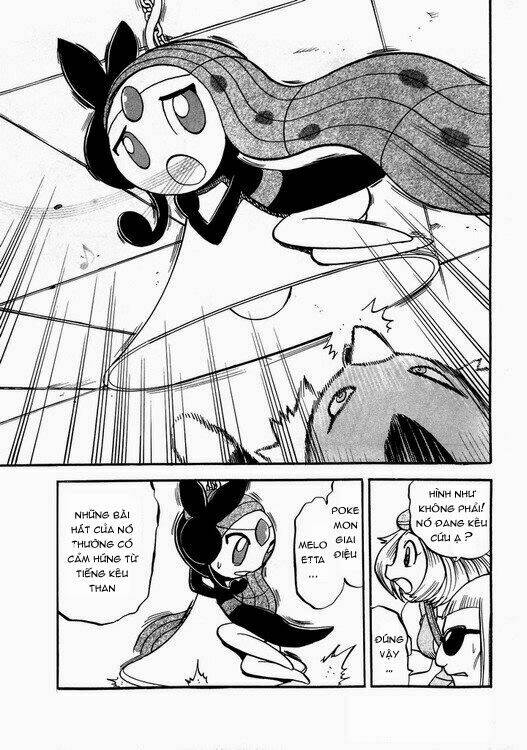 HÌNH NHƯ
KHÔNG PHẢI!
NÓ ĐANG KÊU
CỨU Ạ?
ĐÚNG
VẬY
...
POKE
MON
GIAI
ĐIỆU
MELO
ETTA
...
NHỮNG BÀI
HÁT CỦA NÓ
THƯỜNG CÓ
CẢM HỨNG TỪ
TIẾNG KÊU
THAN